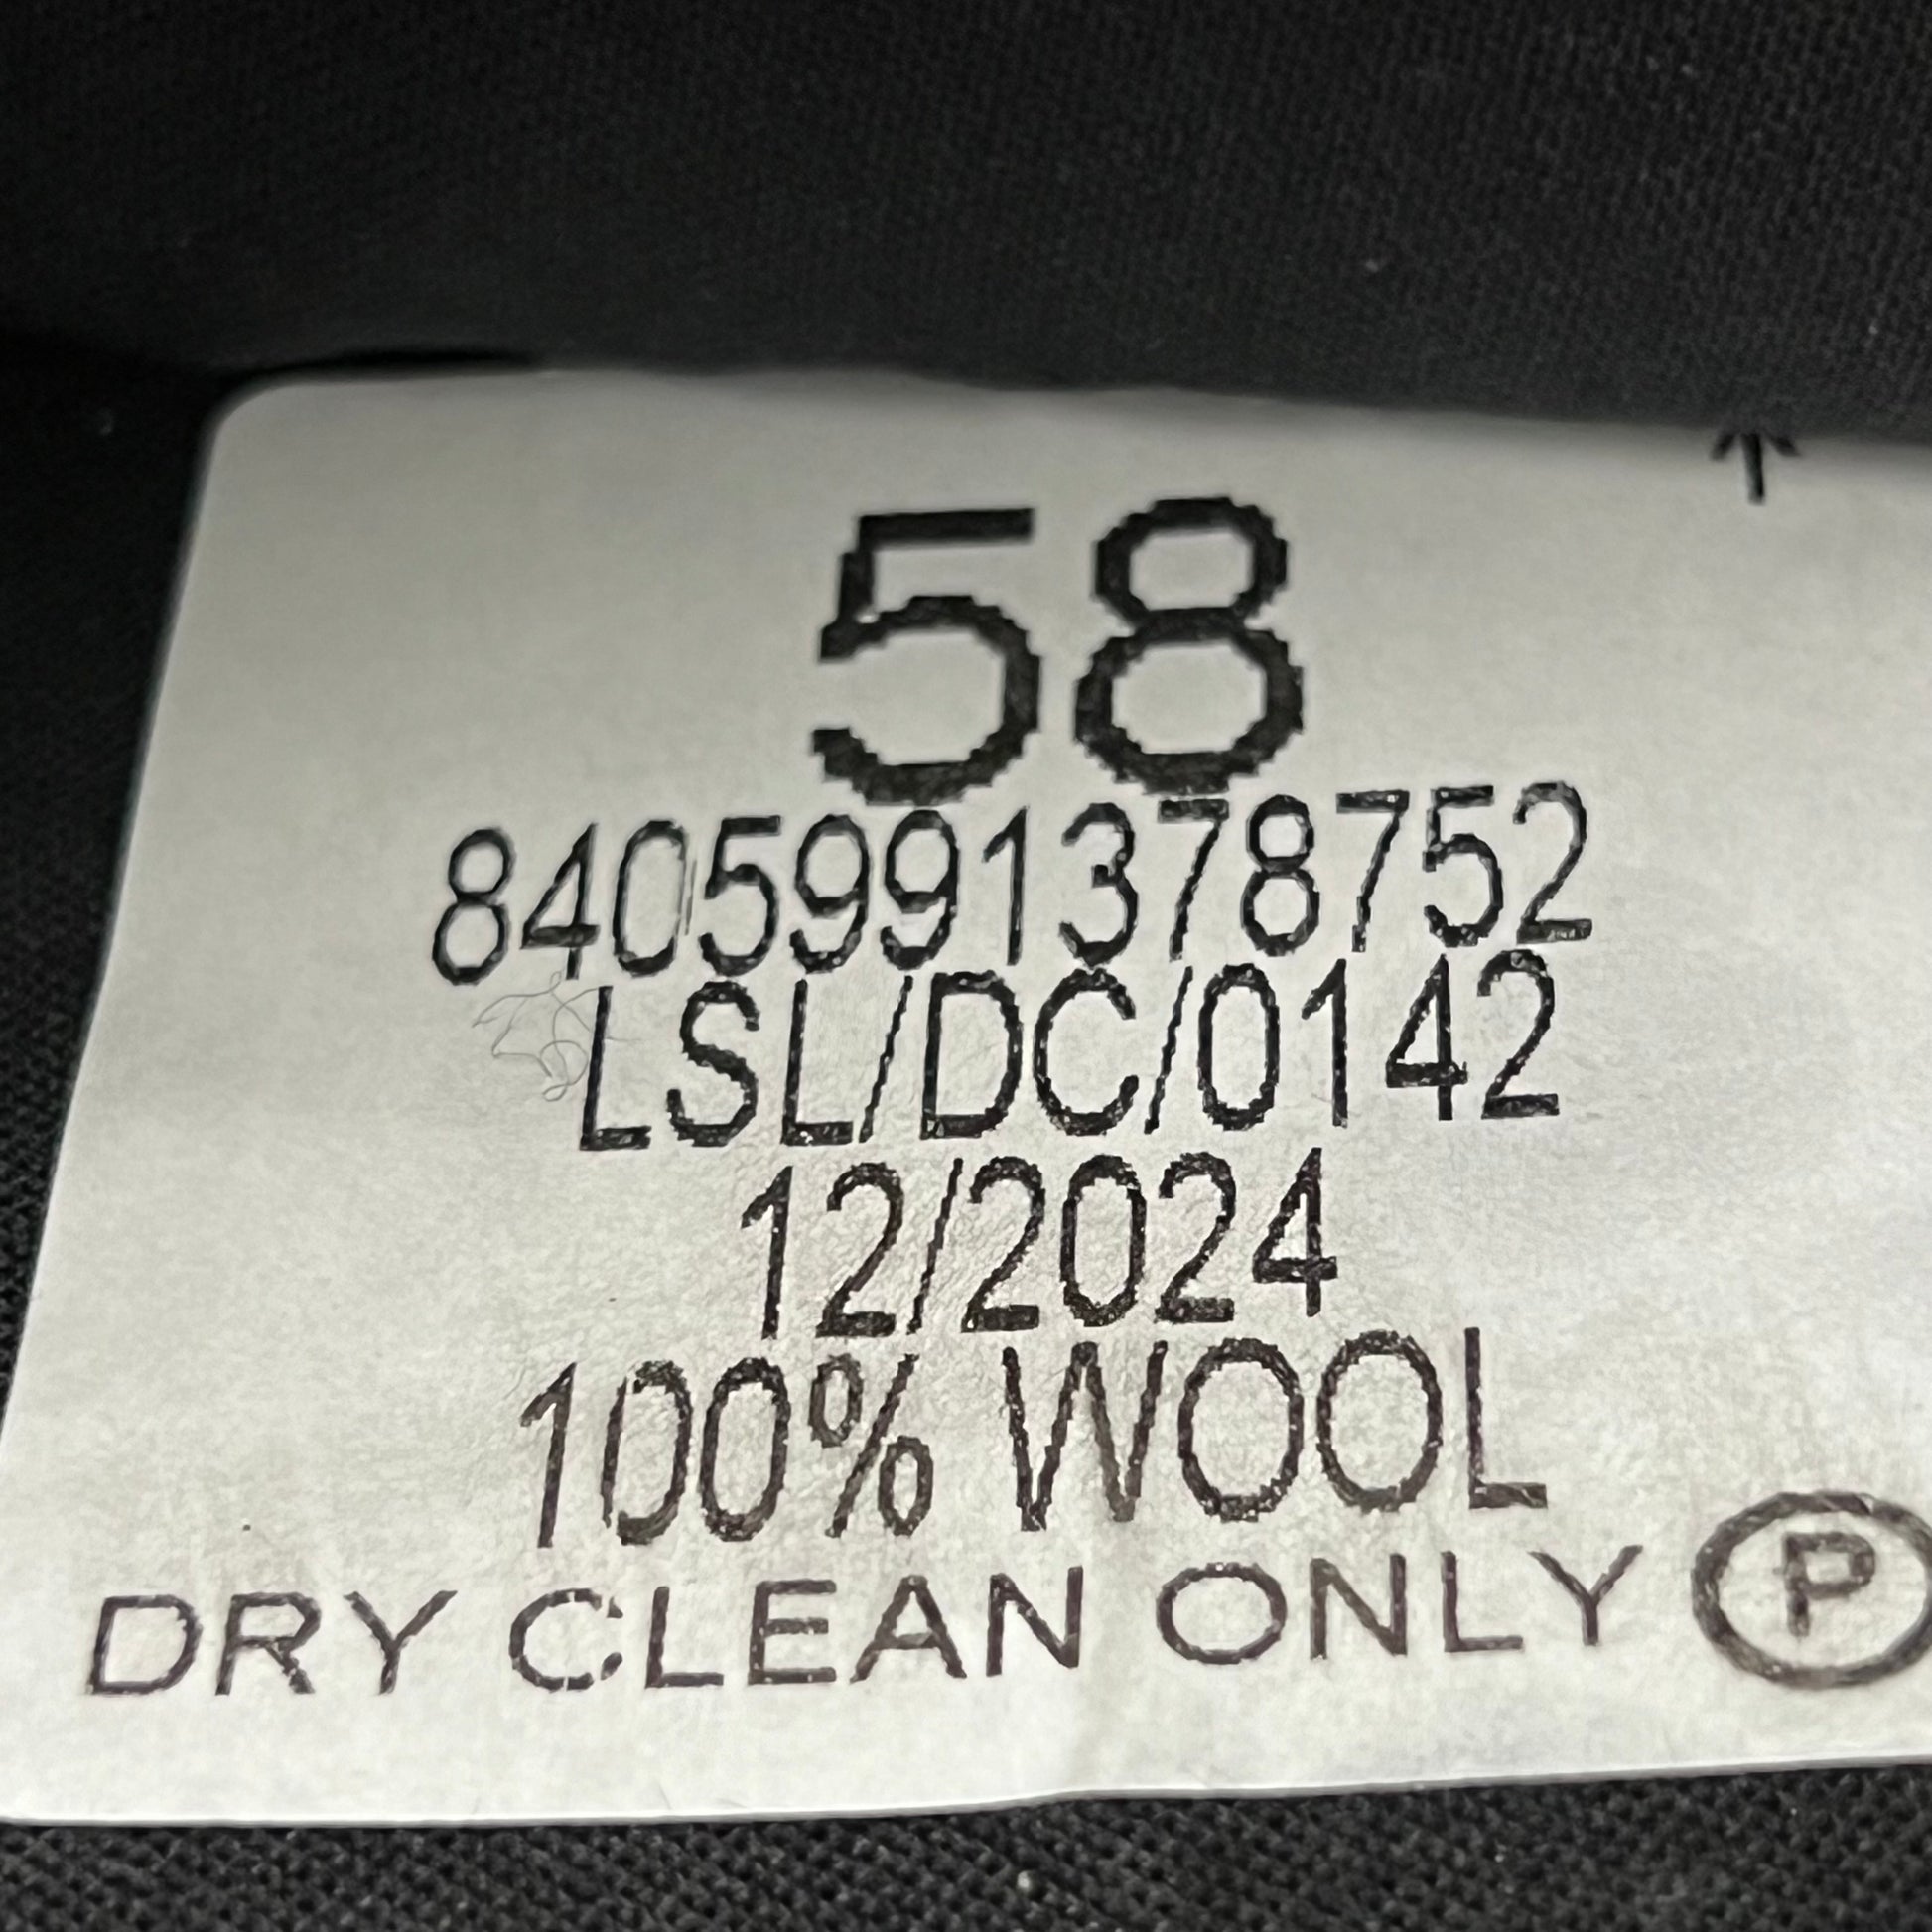 58
8405991378752
LSL/DC/0142
12/2024
100% WOOL
DRY CLEAN ONLY P